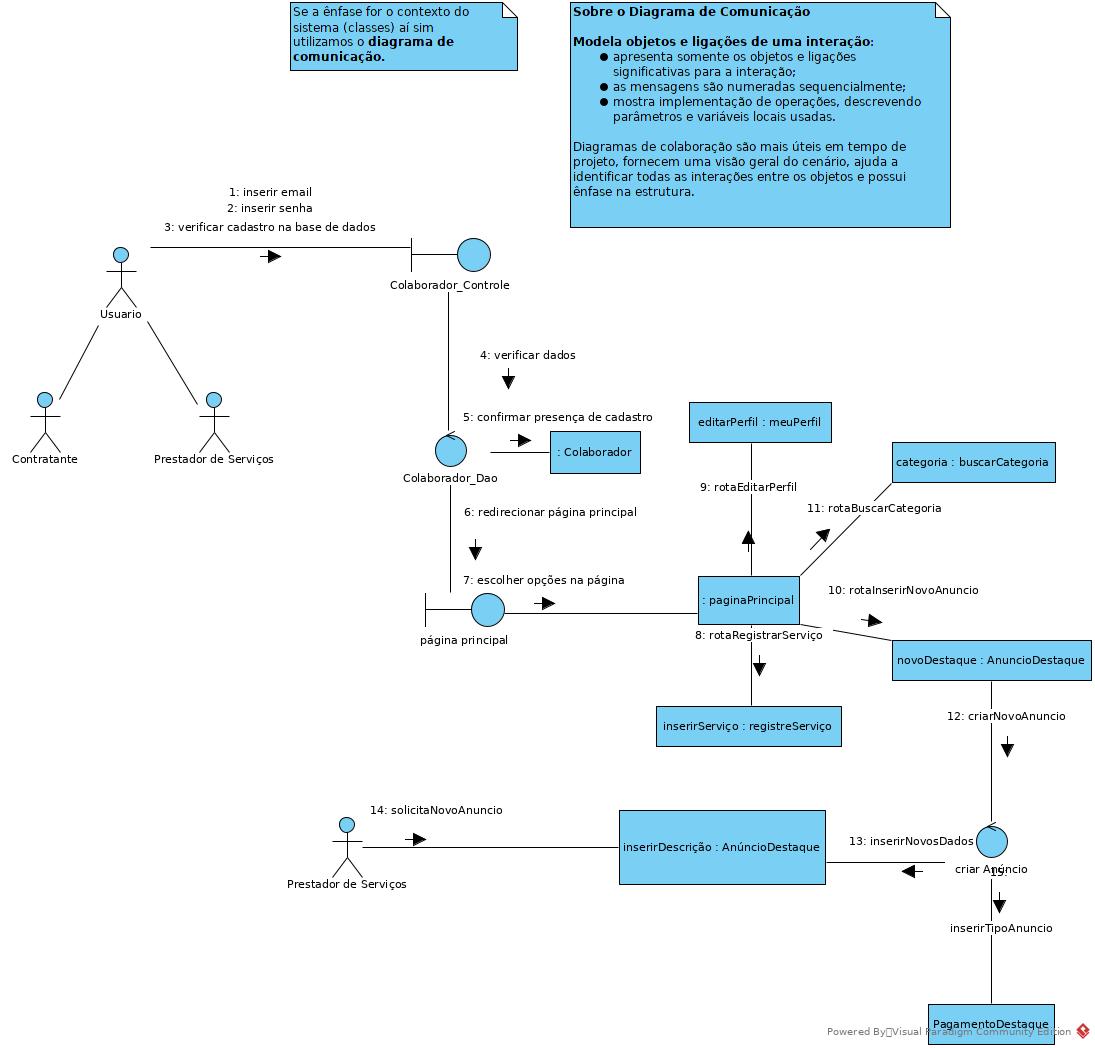 Se a ênfase for o contexto do
sistema (classes) aí sim
utilizamos o diagrama de
comunicação.
Sobre o Diagrama de Comunicação
Modela objetos e ligações de uma interação:
● apresenta somente os objetos e ligações
significativas para a interação;
● as mensagens são numeradas sequencialmente;
● mostra implementação de operações, descrevendo
parâmetros e variáveis locais usadas.
Diagramas de colaboração são mais úteis em tempo de
projeto, fornecem uma visão geral do cenário, ajuda a
identificar todas as interações entre os objetos e possui
ênfase na estrutura.
1: inserir email
2: inserir senha
3: verificar cadastro na base de dados
Colaborador_Controle
Usuario
4: verificar dados
5: confirmar presença de cadastro
editarPerfil : meuPerfil
: Colaborador
categoria : buscarCategoria
Contratante
Prestador de Serviços
Colaborador_Dao
9: rotaEditarPerfil
11: rotaBuscarCategoria
6: redirecionar página principal
7: escolher opções na página
10: rotaInserirNovoAnuncio
: paginaPrincipal
8: rotaRegistrarServiço
página principal
novoDestaque : AnuncioDestaque
12: criarNovoAnuncio
inserirServiço : registreServiço
14: solicitaNovoAnuncio
13: inserirNovosDados
inserirDescrição : AnúncioDestaque
criar Anúncio
15:
Prestador de Serviços
inserirTipoAnuncio
PagamentoDestaque
Powered By Visual Paradigm Community Edition